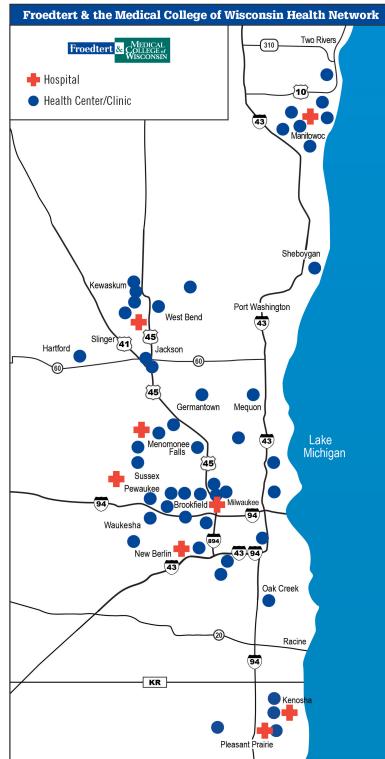 Froedtert & the Medical College of Wisconsin Health Network
Froedtert & MEDICAL COLLEGE of WISCONSIN
Hospital
Health Center/Clinic
Two Rivers
310
10
43
Manitowoc
Sheboygan
Kewaskum
Port Washington
West Bend
43
Slinger
41
45
Hartford
Jackson
60
60
45
Germantown
Mequon
43
Menomonee
Falls
Lake
Michigan
45
Sussex
Pewaukee
94
Brookfield
Milwaukee
94
Waukesha
894
New Berlin
43
94
43
Oak Creek
20
Racine
94
KR
Kenosha
Pleasant Prairie